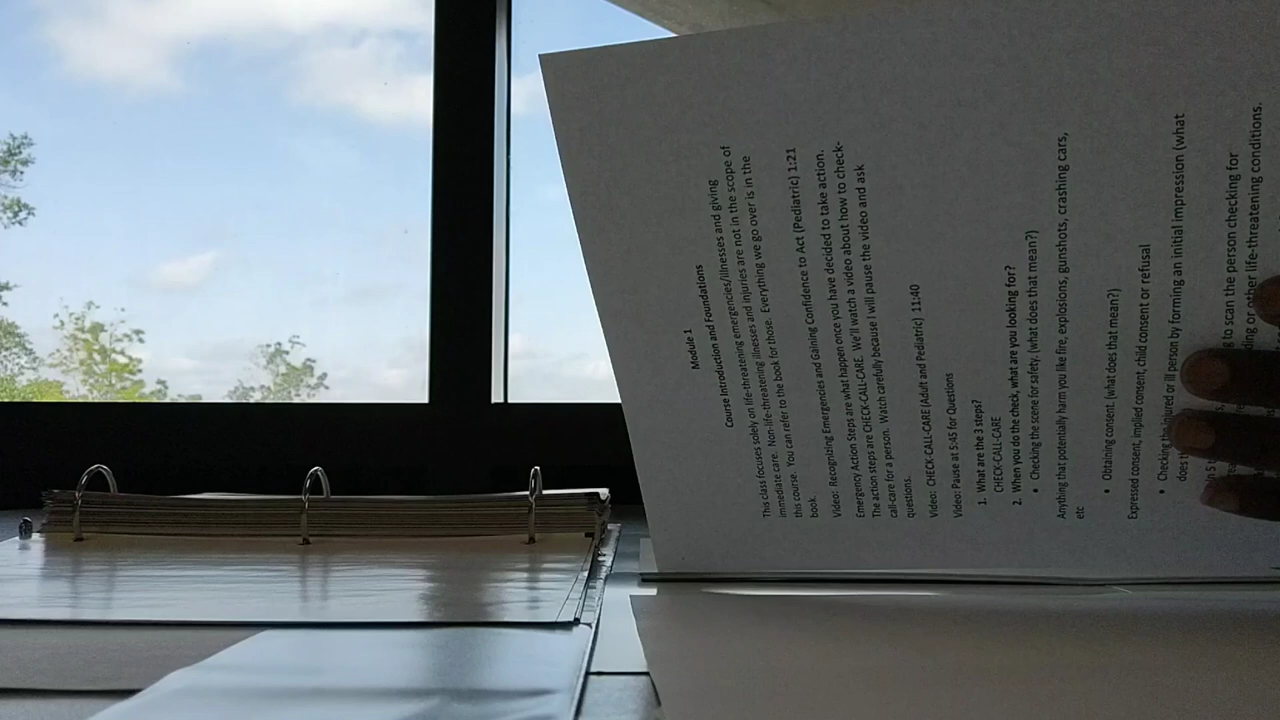 Module 1
Course Introduction and Foundations
This class focuses solely on life-threatening emergencies/illnesses and giving
immediate care. Non-life-threatening illnesses and injuries are not in the scope of
this course. You can refer to the book for those. Everything we go over is in the
book.
Video: Recognizing Emergencies and Gaining Confidence to Act (Pediatric) 1:21
Emergency Action Steps are what happen once you have decided to take action.
The action steps are CHECK-CALL-CARE. We'll watch a video about how to check-
call-care for a person. Watch carefully because I will pause the video and ask
questions.
Video: CHECK-CALL-CARE (Adult and Pediatric) 11:40
Video: Pause at 5:45 for Questions
1. What are the 3 steps?
CHECK-CALL-CARE
2. When you do the check, what are you looking for?
• Checking the scene for safety. (what does that mean?)
Anything that potentially harm you like fire, explosions, gunshots, crashing cars,
etc
• Obtaining consent. (what does that mean?)
Expressed consent, implied consent, child consent or refusal
• Checking the injured or ill person by forming an initial impression (what
does
to scan the person checking for
or other life-threatening conditions.